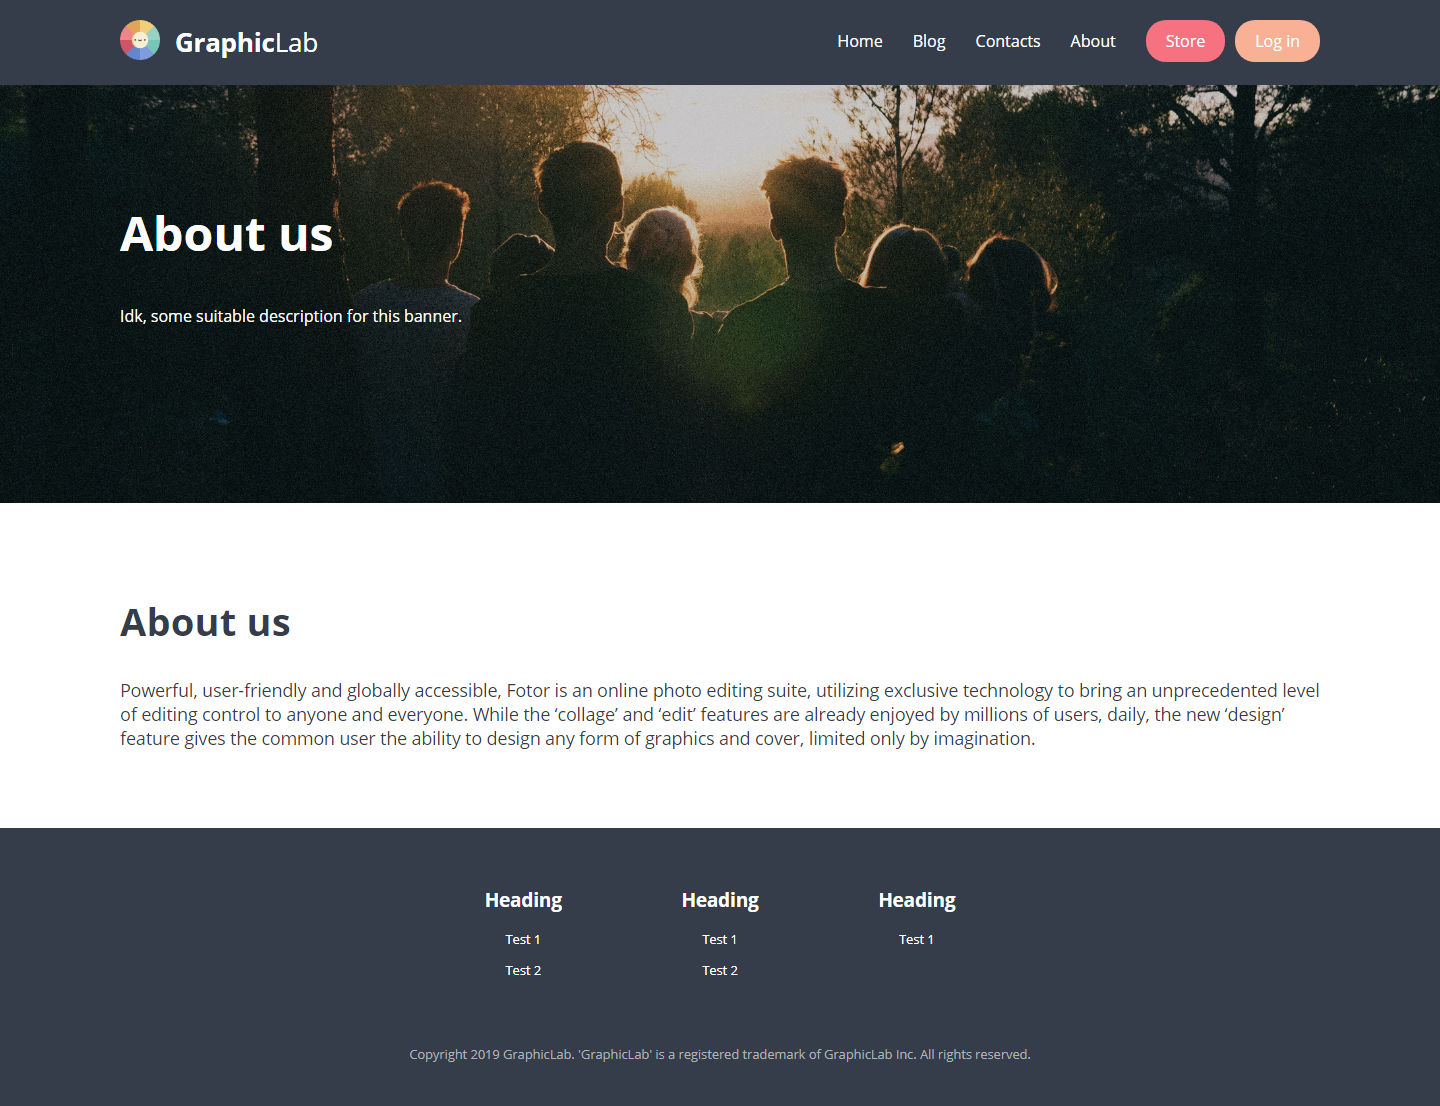 GraphicLab
Home Blog Contacts About Store Log in
About us
Idk, some suitable description for this banner.
About us
Powerful, user-friendly and globally accessible, Fotor is an online photo editing suite, utilizing exclusive technology to bring an unprecedented level
of editing control to anyone and everyone. While the ‘collage’ and ‘edit’ features are already enjoyed by millions of users, daily, the new ‘design’
feature gives the common user the ability to design any form of graphics and cover, limited only by imagination.
Heading Heading Heading
Test 1 Test 1 Test 1
Test 2 Test 2
Copyright 2019 GraphicLab. 'GraphicLab' is a registered trademark of GraphicLab Inc. All rights reserved.